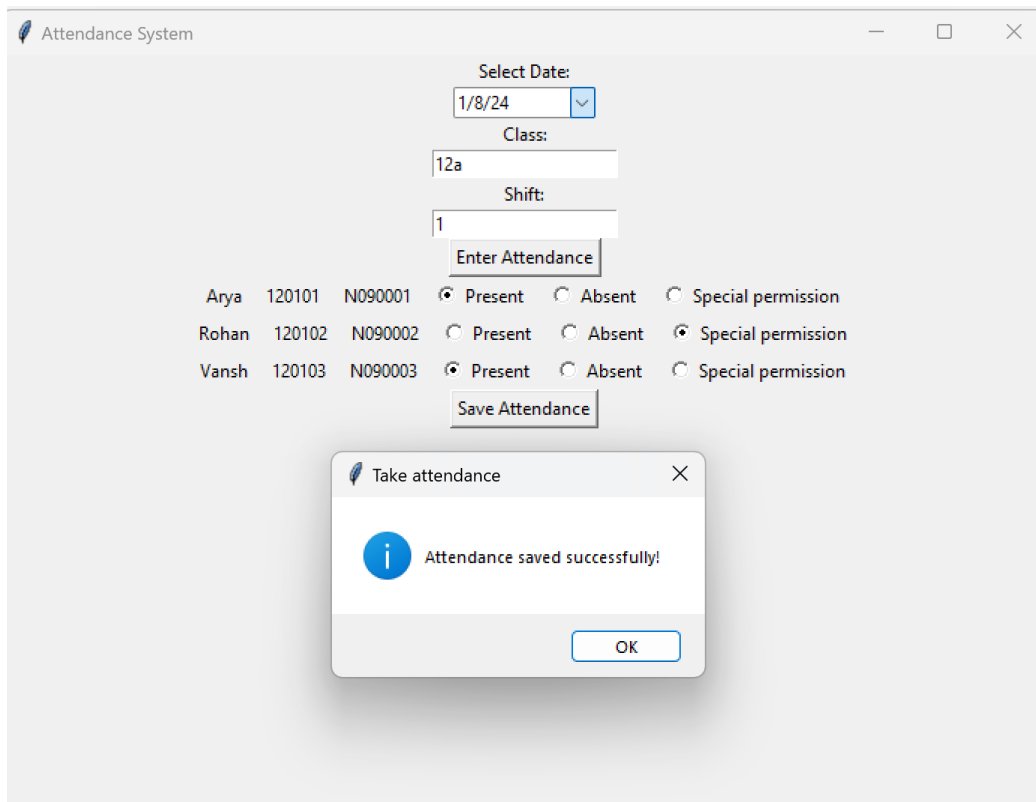 Attendance System
Select Date:
1/8/24
Class:
12a
Shift:
1
Enter Attendance
Arya 120101 N090001 Present Absent Special permission
Rohan 120102 N090002 Present Absent Special permission
Vansh 120103 N090003 Present Absent Special permission
Save Attendance
Take attendance
Attendance saved successfully!
OK